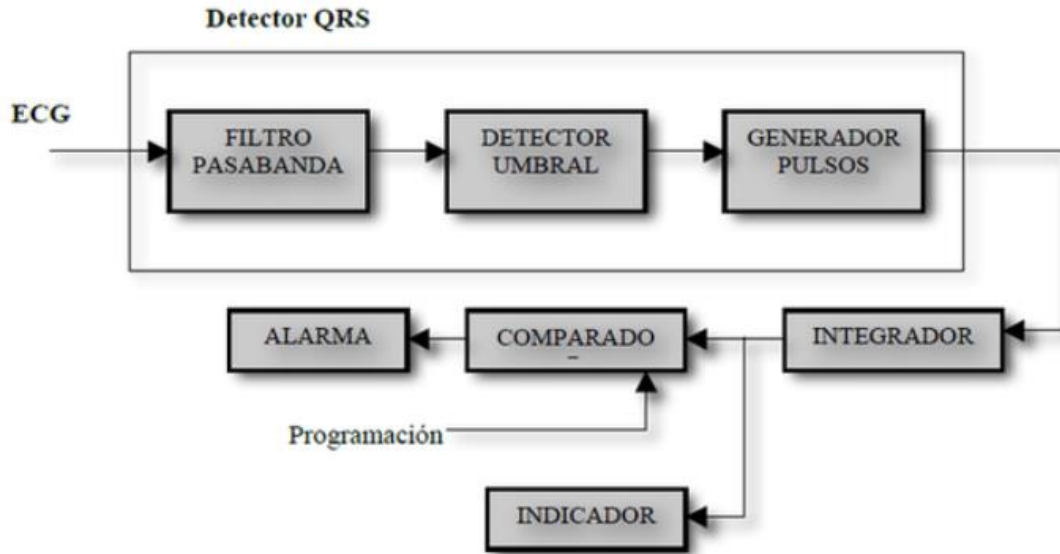 Detector QRS
ECG
FILTRO
PASABANDA
DETECTOR
UMBRAL
GENERADOR
PULSOS
ALARMA
COMPARADO
INTEGRADOR
Programación
INDICADOR